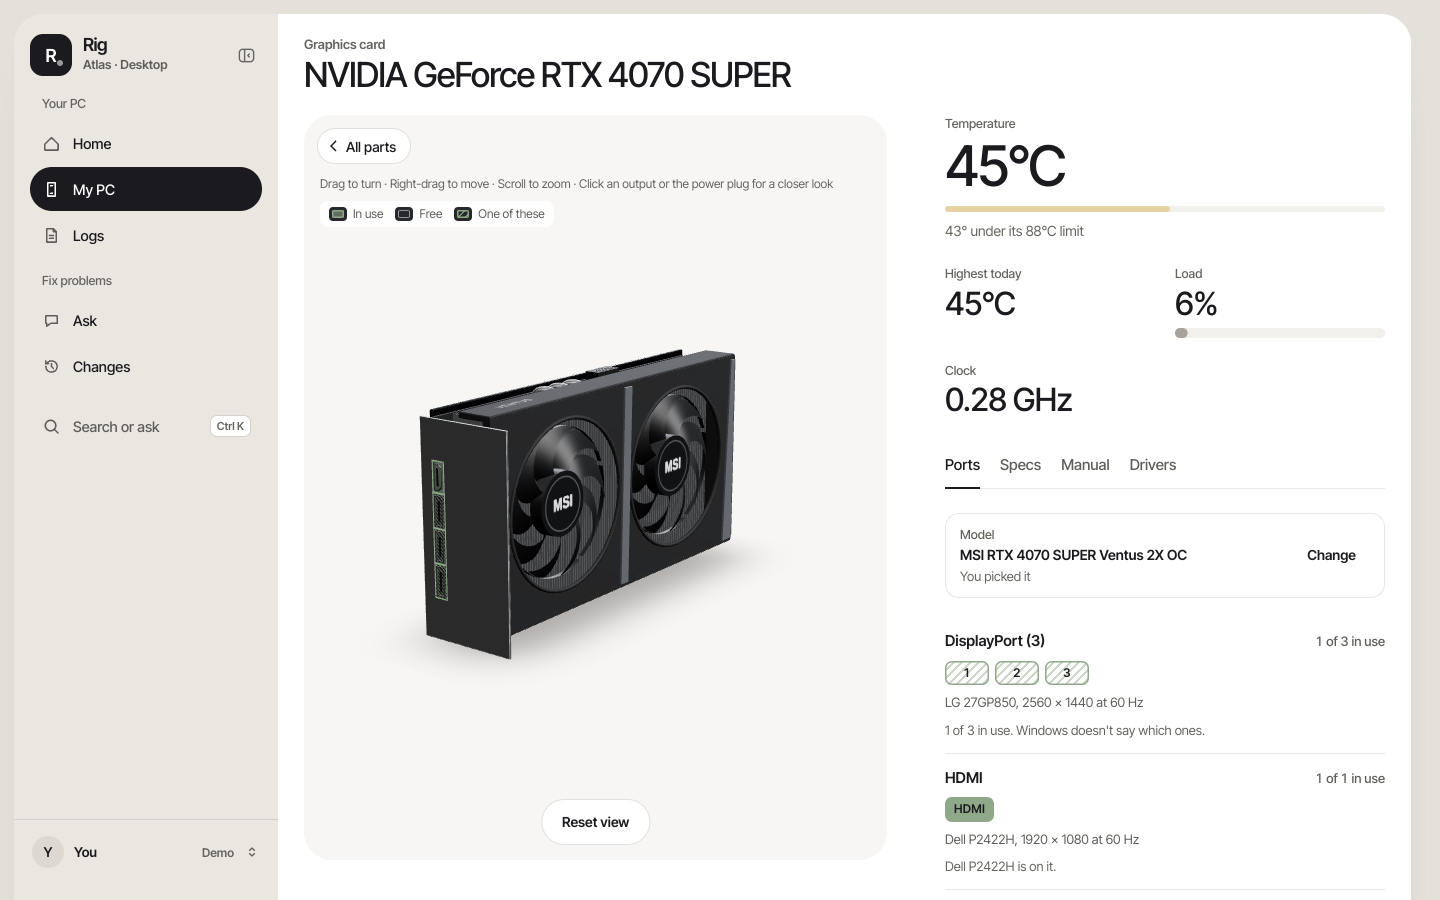 R.
Rig
Atlas · Desktop
Your PC
Home
My PC
Logs
Fix problems
Ask
Changes
Search or ask
Ctrl K
Y
You
Demo
Graphics card
NVIDIA GeForce RTX 4070 SUPER
All parts
Drag to turn · Right-drag to move · Scroll to zoom · Click an output or the power plug for a closer look
In use
Free
One of these
MSI
MSI
Reset view
Temperature
45°C
43° under its 88°C limit
Highest today
45°C
Load
6%
Clock
0.28 GHz
Ports Specs Manual Drivers
Model
MSI RTX 4070 SUPER Ventus 2X OC
Change
You picked it
DisplayPort (3)
1 of 3 in use
1 2 3
LG 27GP850, 2560 × 1440 at 60 Hz
1 of 3 in use. Windows doesn't say which ones.
HDMI
1 of 1 in use
HDMI
Dell P2422H, 1920 × 1080 at 60 Hz
Dell P2422H is on it.